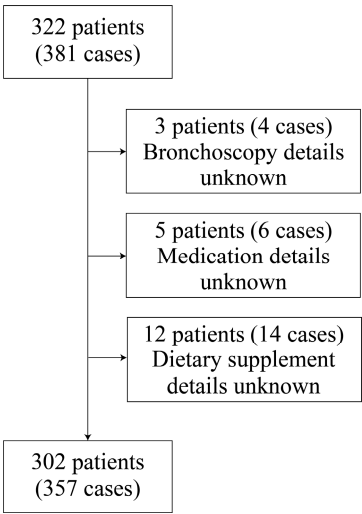 322 patients
(381 cases)
3 patients (4 cases)
Bronchoscopy details
unknown
5 patients (6 cases)
Medication details
unknown
12 patients (14 cases)
Dietary supplement
details unknown
302 patients
(357 cases)